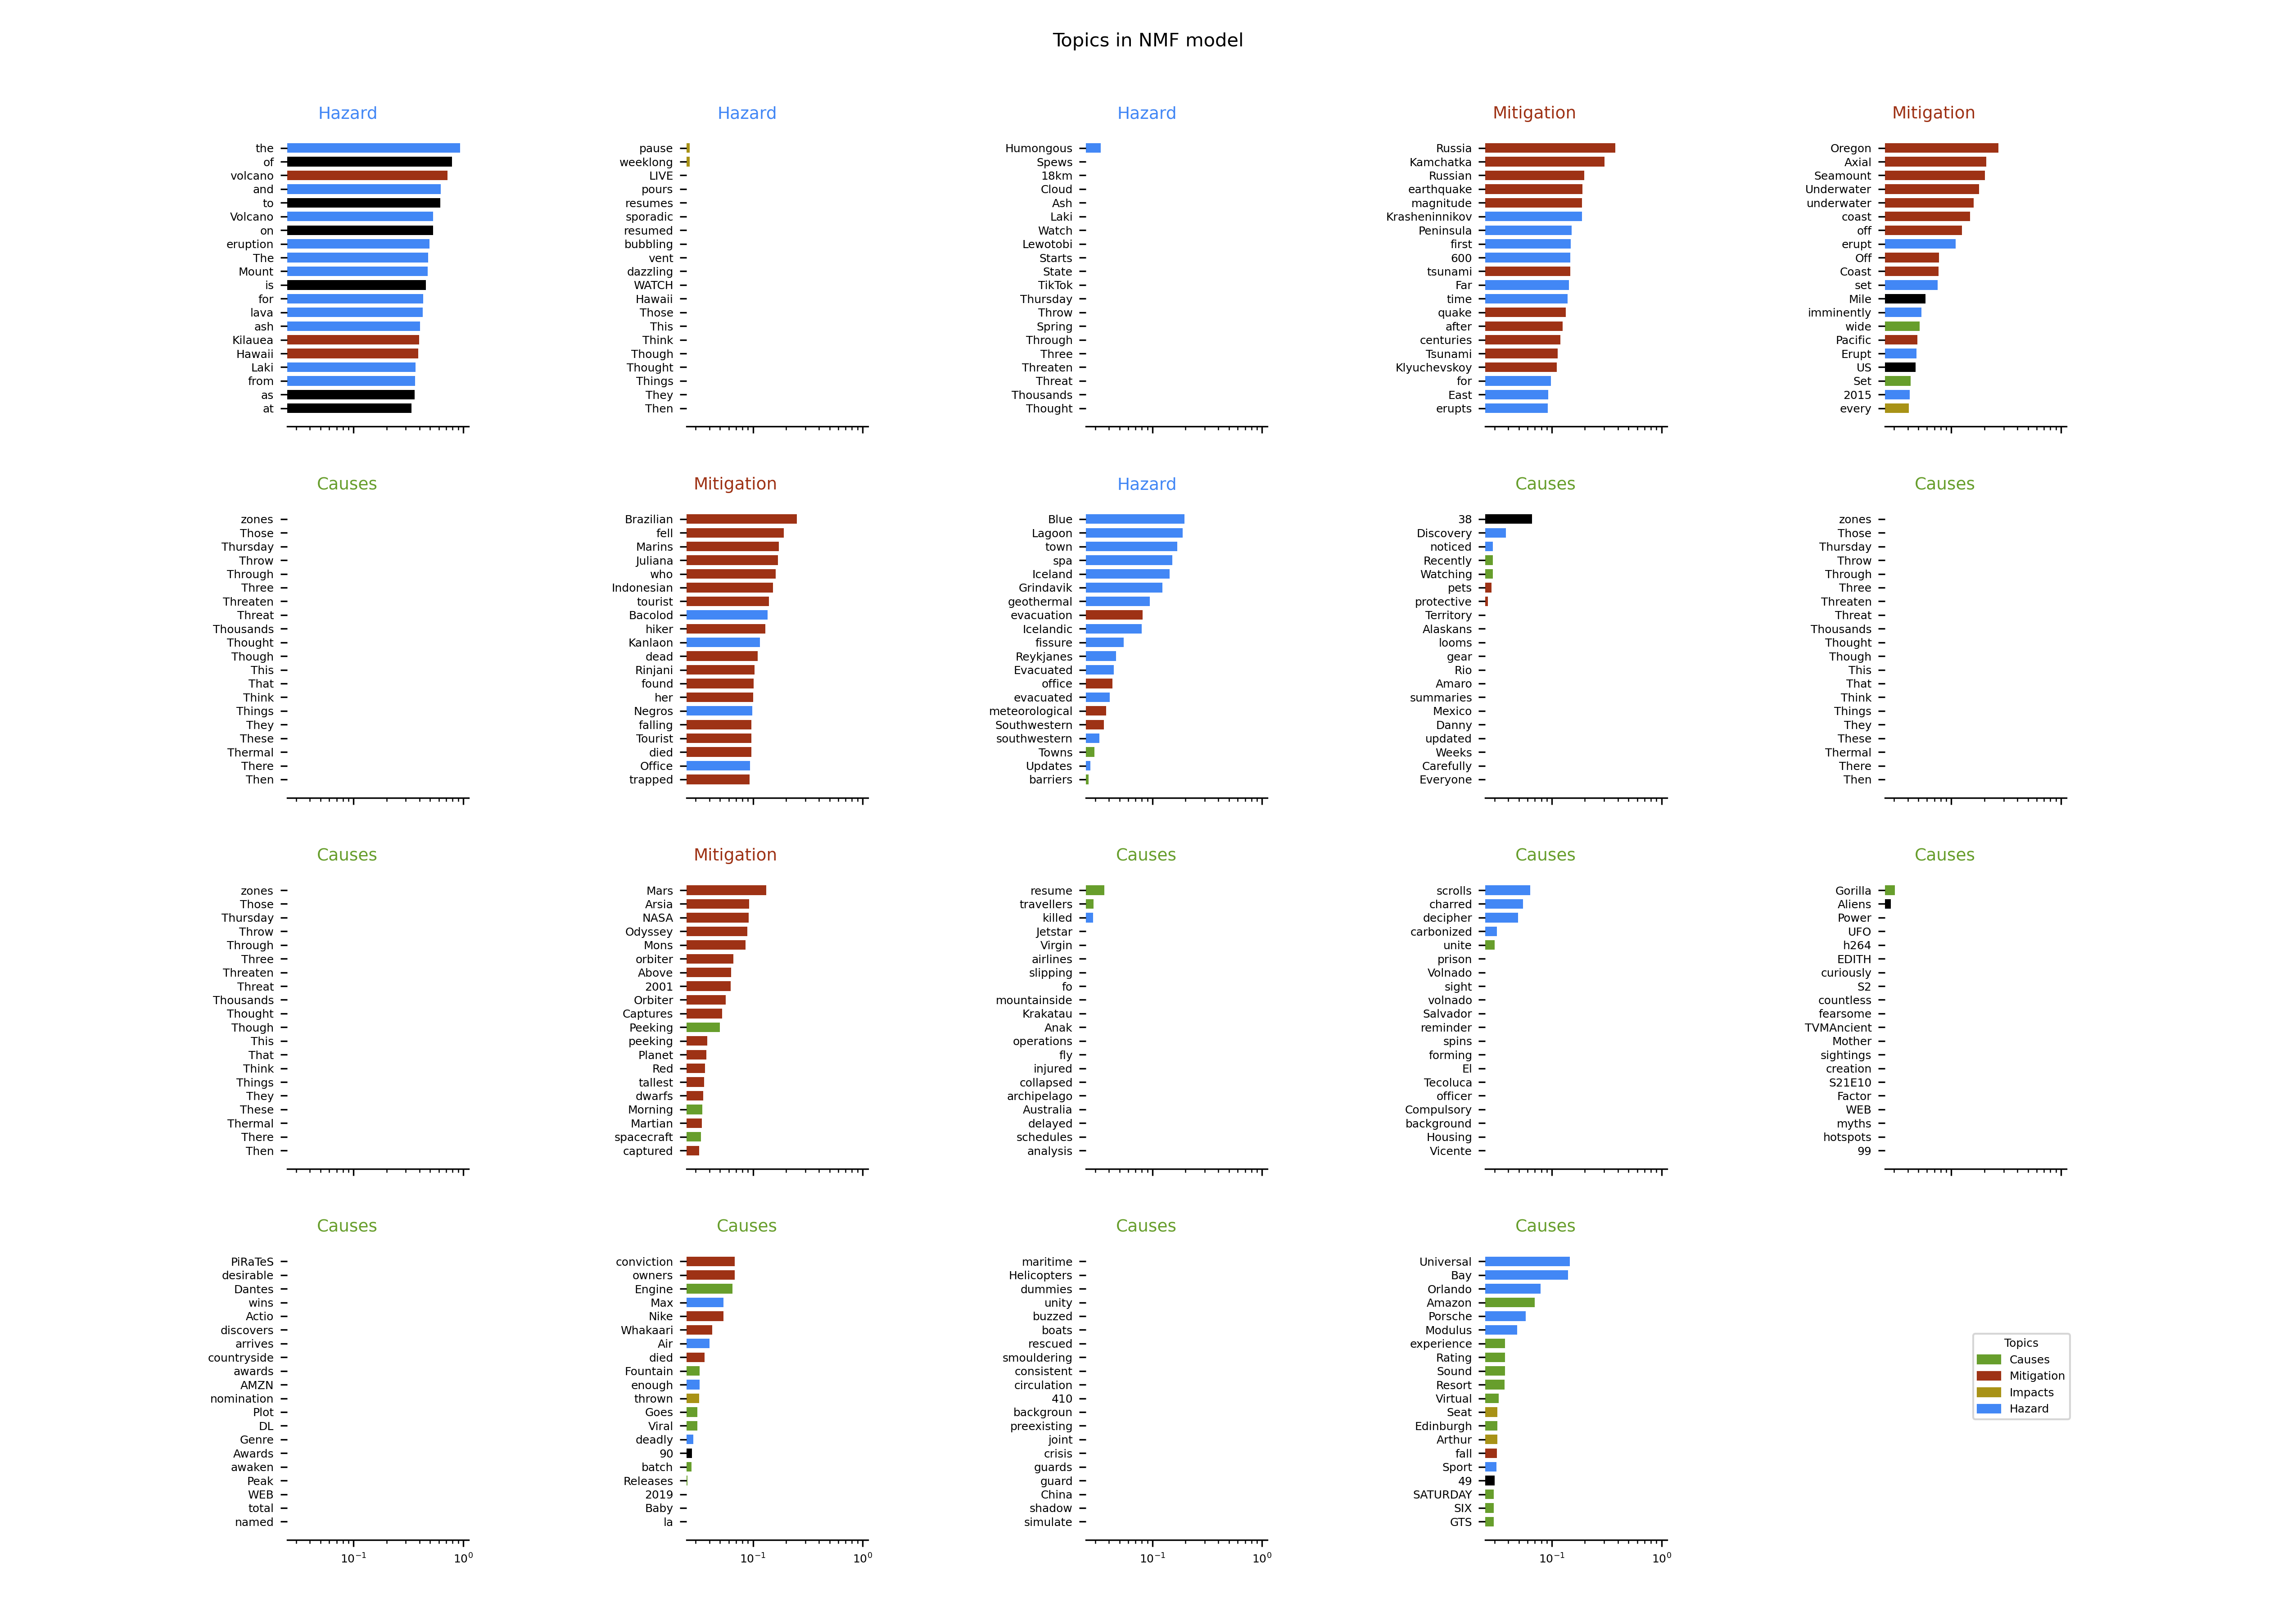 Topics in NMF model
Hazard
the
of
volcano
and
to
Volcano
on
eruption
The
Mount
is
for
lava
ash
Kilauea
Hawaii
Laki
from
as
at
Hazard
pause
weeklong
LIVE
pours
resumes
sporadic
resumed
bubbling
vent
dazzling
WATCH
Hawaii
Those
This
Think
Though
Thought
Things
They
Then
Hazard
Humongous
Spews
18km
Cloud
Ash
Laki
Watch
Lewotobi
Starts
State
TikTok
Thursday
Throw
Spring
Through
Three
Threaten
Threat
Thousands
Thought
Mitigation
Russia
Kamchatka
Russian
earthquake
magnitude
Krasheninnikov
Peninsula
first
600
tsunami
Far
time
quake
after
centuries
Tsunami
Klyuchevskoy
for
East
erupts
Mitigation
Oregon
Axial
Seamount
Underwater
underwater
coast
off
erupt
Off
Coast
set
Mile
imminently
wide
Pacific
Erupt
US
Set
2015
every
Causes
zones
Those
Thursday
Throw
Through
Three
Threaten
Threat
Thousands
Thought
Though
This
That
Think
Things
They
These
Thermal
There
Then
Mitigation
Brazilian
fell
Marins
Juliana
who
Indonesian
tourist
Bacolod
hiker
Kanlaon
dead
Rinjani
found
her
Negros
falling
Tourist
died
Office
trapped
Hazard
Blue
Lagoon
town
spa
Iceland
Grindavik
geothermal
evacuation
Icelandic
fissure
Reykjanes
Evacuated
office
evacuated
meteorological
Southwestern
southwestern
Towns
Updates
barriers
Causes
38
Discovery
noticed
Recently
Watching
pets
protective
Territory
Alaskans
looms
gear
Rio
Amaro
summaries
Mexico
Danny
updated
Weeks
Carefully
Everyone
Causes
zones
Those
Thursday
Throw
Through
Three
Threaten
Threat
Thousands
Thought
Though
This
That
Think
Things
They
These
Thermal
There
Then
Causes
zones
Those
Thursday
Throw
Through
Three
Threaten
Threat
Thousands
Thought
Though
This
That
Think
Things
They
These
Thermal
There
Then
Mitigation
Mars
Arsia
NASA
Odyssey
Mons
orbiter
Above
2001
Orbiter
Captures
Peeking
peeking
Planet
Red
tallest
dwarfs
Morning
Martian
spacecraft
captured
Causes
resume
travellers
killed
Jetstar
Virgin
airlines
slipping
fo
mountainside
Krakatau
Anak
operations
fly
injured
collapsed
archipelago
Australia
delayed
schedules
analysis
Causes
scrolls
charred
decipher
carbonized
unite
prison
Volnado
sight
volnado
Salvador
reminder
spins
forming
El
Tecoluca
officer
Compulsory
background
Housing
Vicente
Causes
Gorilla
Aliens
Power
UFO
h264
EDITH
curiously
S2
countless
fearsome
TVMAncient
Mother
sightings
creation
S21E10
Factor
WEB
myths
hotspots
99
Causes
PiRaTeS
desirable
Dantes
wins
Actio
discovers
arrives
countryside
awards
AMZN
nomination
Plot
DL
Genre
Awards
awaken
Peak
WEB
total
named
10⁻¹ 10⁰
Causes
conviction
owners
Engine
Max
Nike
Whakaari
Air
died
Fountain
enough
thrown
Goes
Viral
deadly
90
batch
Releases
2019
Baby
la
10⁻¹ 10⁰
Causes
maritime
Helicopters
dummies
unity
buzzed
boats
rescued
smouldering
consistent
circulation
410
backgroun
preexisting
joint
crisis
guards
guard
China
shadow
simulate
10⁻¹ 10⁰
Causes
Universal
Bay
Orlando
Amazon
Porsche
Modulus
experience
Rating
Sound
Resort
Virtual
Seat
Edinburgh
Arthur
fall
Sport
49
SATURDAY
SIX
GTS
10⁻¹ 10⁰
Topics
Causes
Mitigation
Impacts
Hazard